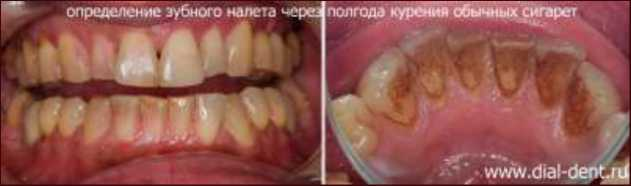 определение зубного налета через полгода курения обычных сигарет
www.dial-dent.ru